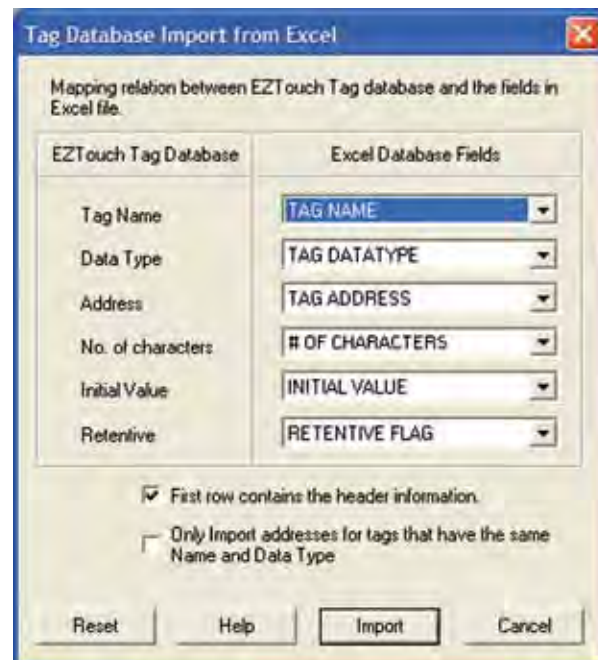 Tag Database Import from Excel
Mapping relation between EZTouch Tag database and the fields in
Excel file.
EZTouch Tag Database Excel Database Fields
Tag Name TAG NAME
Data Type TAG DATATYPE
Address TAG ADDRESS
No. of characters # OF CHARACTERS
Initial Value INITIAL VALUE
Retentive RETENTIVE FLAG
First row contains the header information.
Only Import addresses for tags that have the same
Name and Data Type
Reset Help Import Cancel